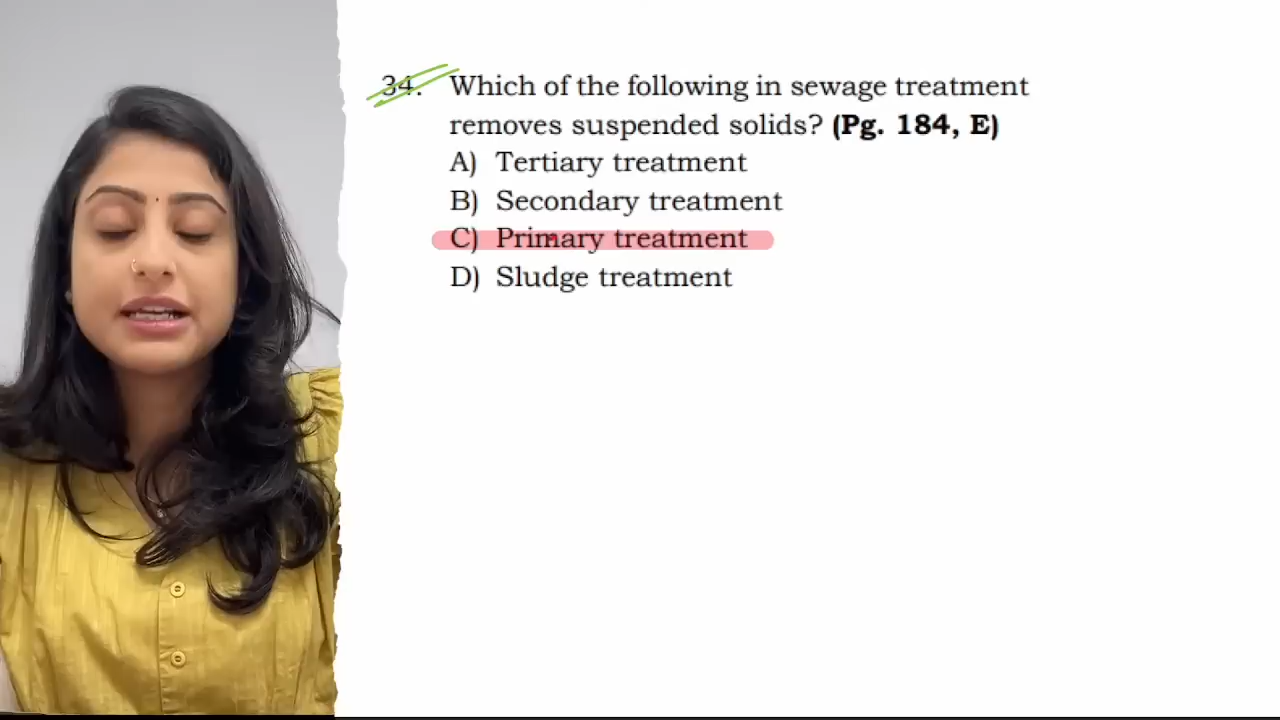 34. Which of the following in sewage treatment
removes suspended solids? (Pg. 184, E)
A) Tertiary treatment
B) Secondary treatment
C) Primary treatment
D) Sludge treatment